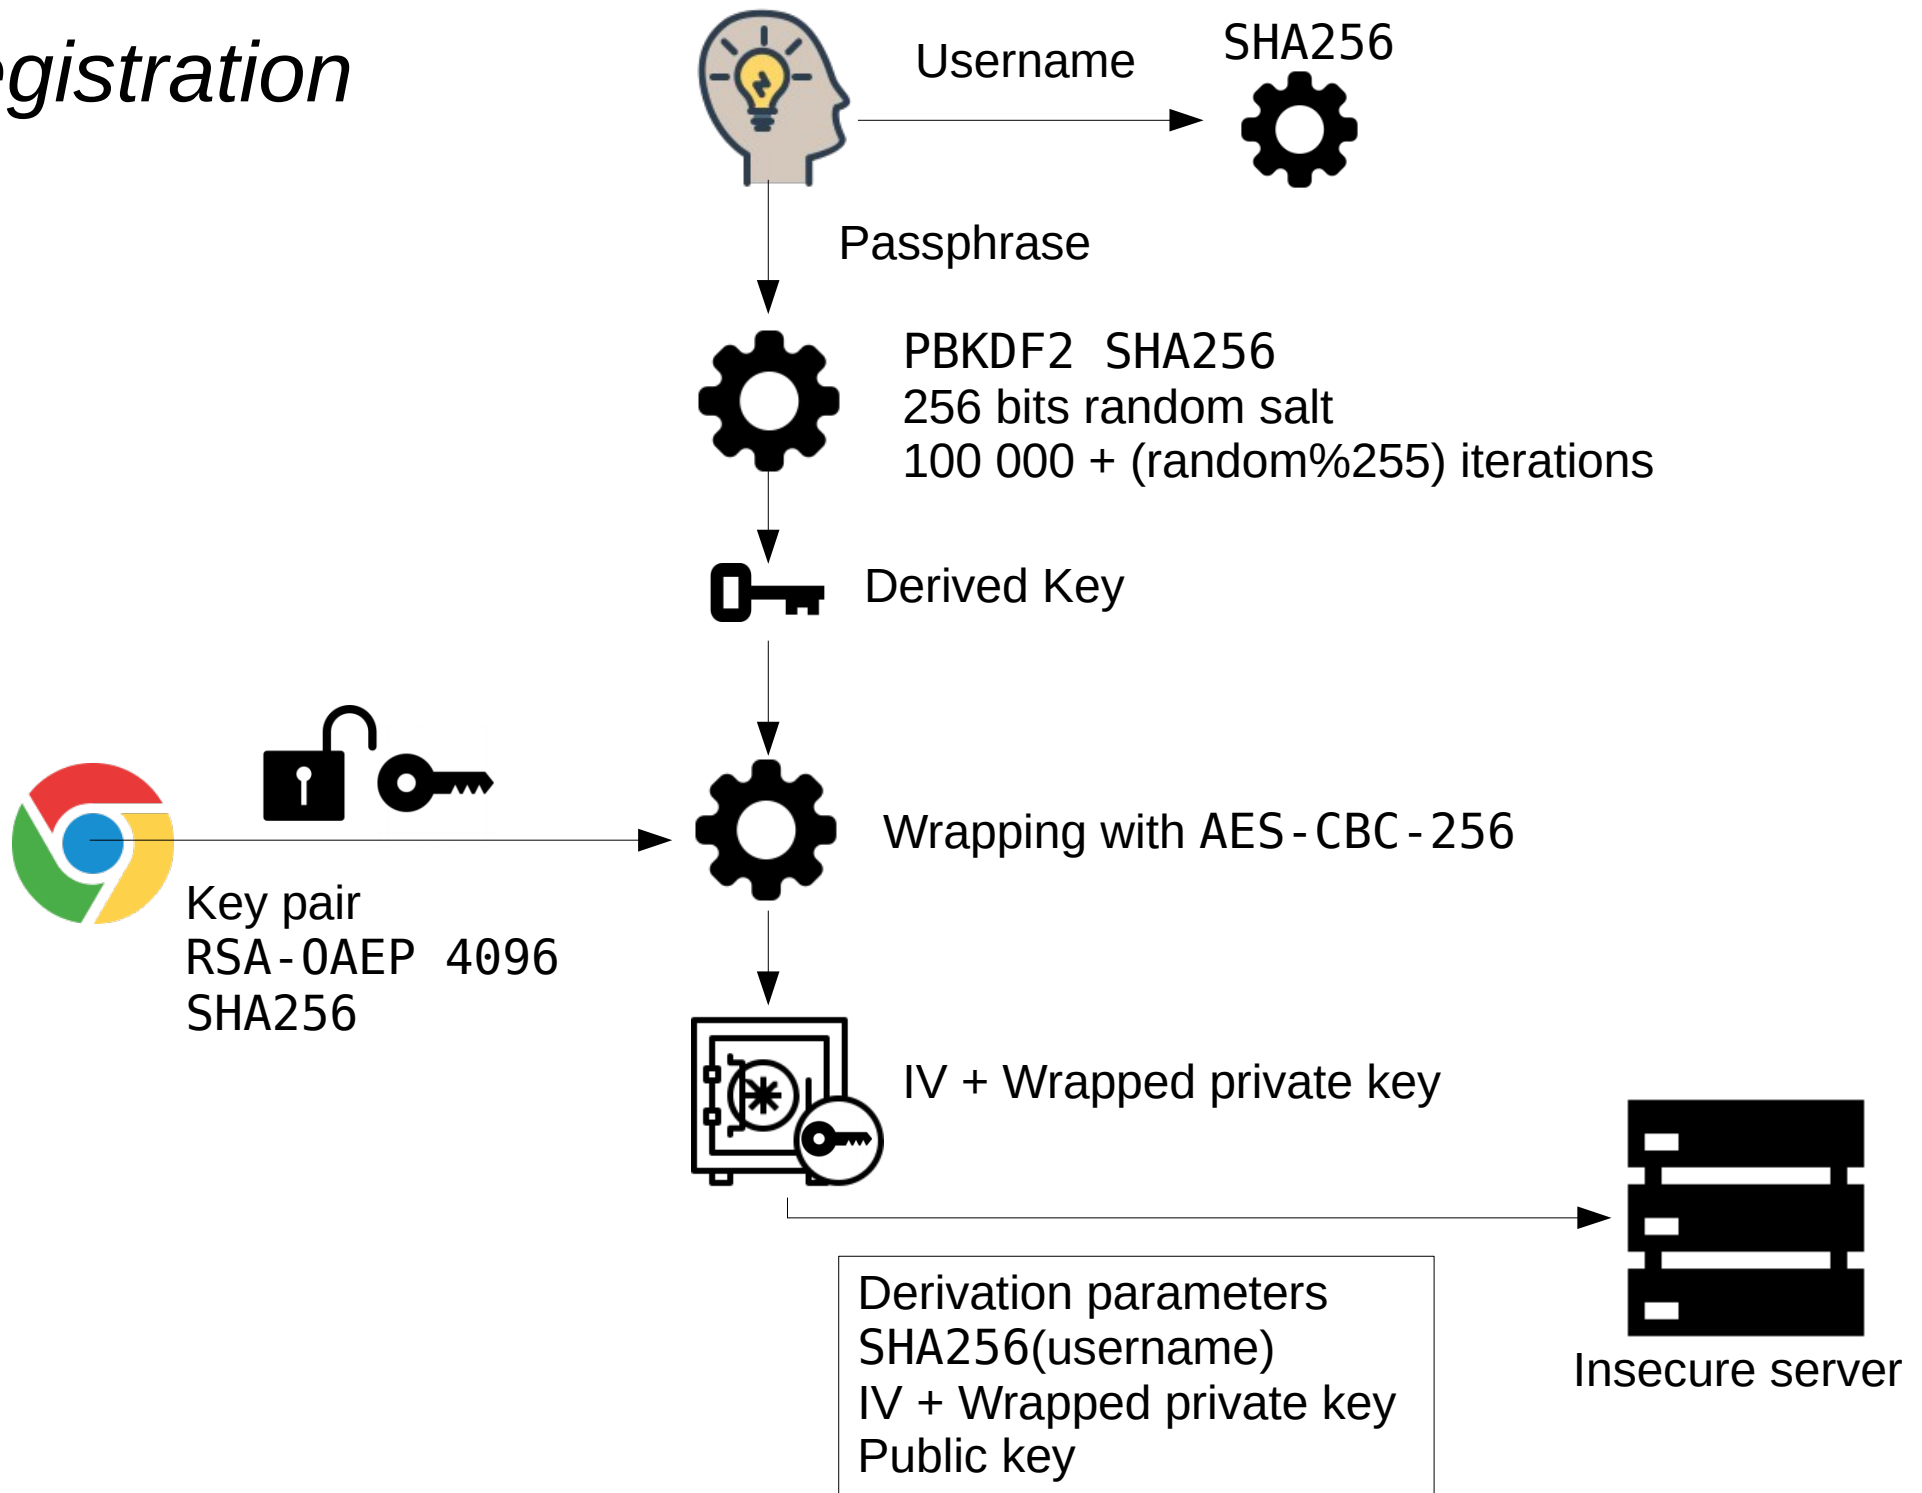 egistration
Username
SHA256
Passphrase
PBKDF2 SHA256
256 bits random salt
100 000 + (random%255) iterations
Derived Key
Wrapping with AES-CBC-256
Key pair
RSA-OAEP 4096
SHA256
IV + Wrapped private key
Derivation parameters
SHA256(username)
IV + Wrapped private key
Public key
Insecure server